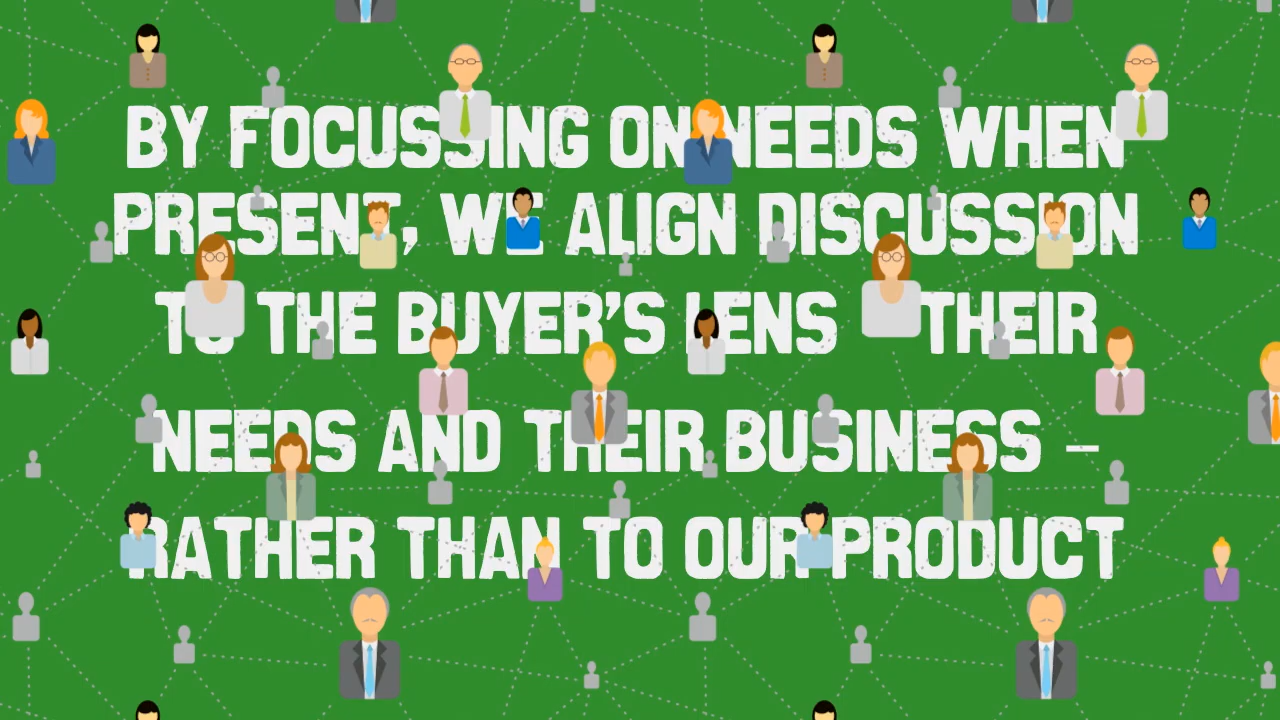 BY FOCUSSING ON NEEDS WHEN
PRESENT, WE ALIGN DISCUSSION
TO THE BUYER'S LENS THEIR
NEEDS AND THEIR BUSINESS –
RATHER THAN TO OUR PRODUCT